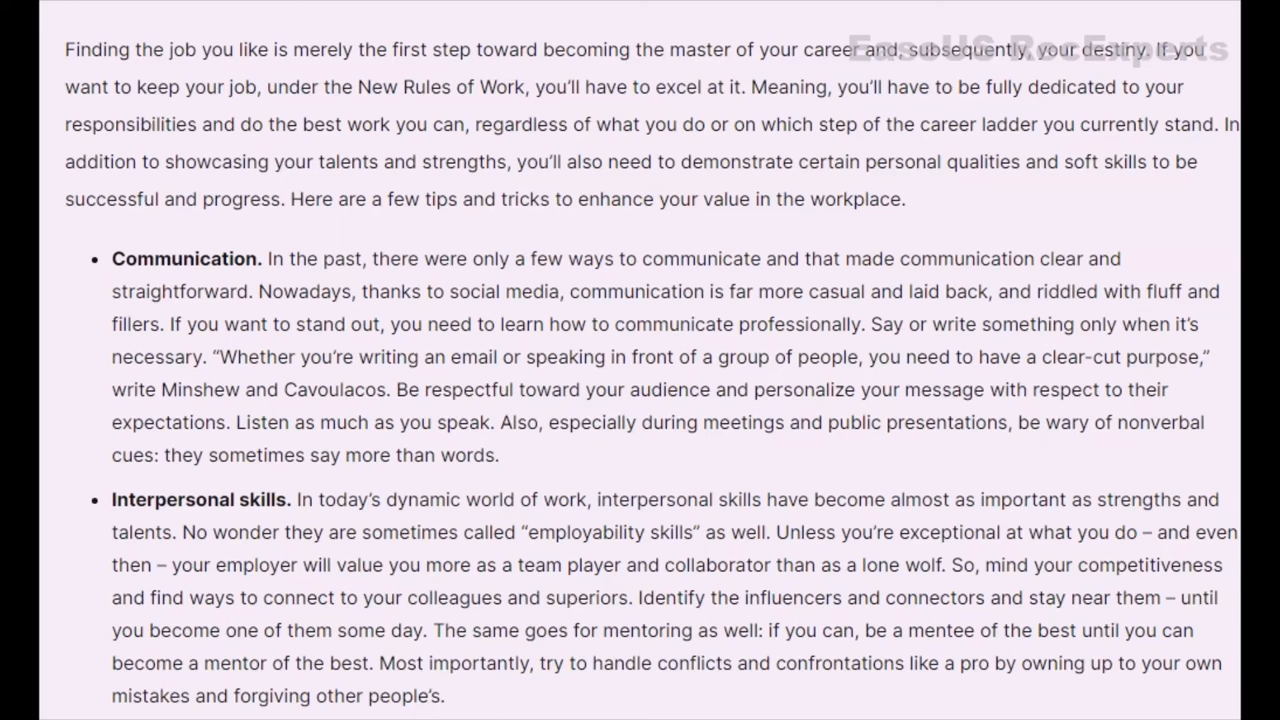 EaseUS RecExperts
Finding the job you like is merely the first step toward becoming the master of your career and, subsequently, your destiny. If you
want to keep your job, under the New Rules of Work, you’ll have to excel at it. Meaning, you’ll have to be fully dedicated to your
responsibilities and do the best work you can, regardless of what you do or on which step of the career ladder you currently stand. In
addition to showcasing your talents and strengths, you’ll also need to demonstrate certain personal qualities and soft skills to be
successful and progress. Here are a few tips and tricks to enhance your value in the workplace.
• Communication. In the past, there were only a few ways to communicate and that made communication clear and
straightforward. Nowadays, thanks to social media, communication is far more casual and laid back, and riddled with fluff and
fillers. If you want to stand out, you need to learn how to communicate professionally. Say or write something only when it’s
necessary. “Whether you’re writing an email or speaking in front of a group of people, you need to have a clear-cut purpose,”
write Minshew and Cavoulacos. Be respectful toward your audience and personalize your message with respect to their
expectations. Listen as much as you speak. Also, especially during meetings and public presentations, be wary of nonverbal
cues: they sometimes say more than words.
• Interpersonal skills. In today’s dynamic world of work, interpersonal skills have become almost as important as strengths and
talents. No wonder they are sometimes called “employability skills” as well. Unless you’re exceptional at what you do – and even
then – your employer will value you more as a team player and collaborator than as a lone wolf. So, mind your competitiveness
and find ways to connect to your colleagues and superiors. Identify the influencers and connectors and stay near them – until
you become one of them some day. The same goes for mentoring as well: if you can, be a mentee of the best until you can
become a mentor of the best. Most importantly, try to handle conflicts and confrontations like a pro by owning up to your own
mistakes and forgiving other people’s.